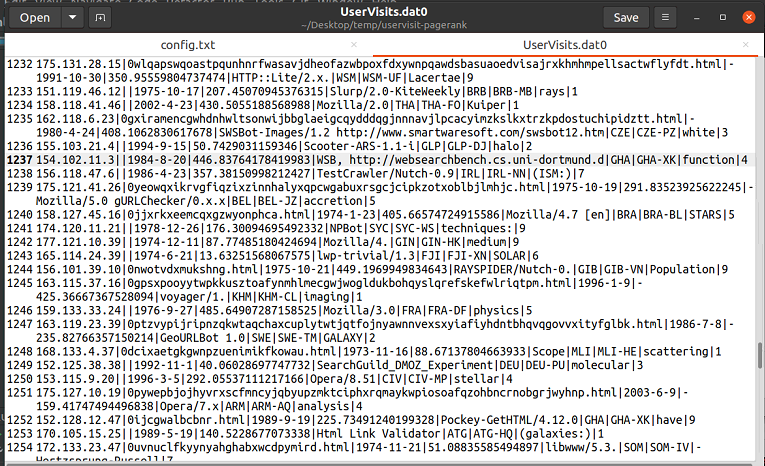 Open
UserVisits.dat0
~/Desktop/temp/uservisit-pagerank
Save
config.txt
UserVisits.dat0
1232 175.131.28.15|0wlqapswqoastpqunhnrfwasavjdheofazwbpoxfdxywnpqawdsbasuaoedvisajrxkhmhmpellsactwflyfdt.html|-
1991-10-30|350.95559804737474|HTTP::Lite/2.x.|WSM|WSM-UF|Lacertae|9
1233 151.119.46.12||1975-10-17|207.45070945376315|Slurp/2.0-KiteWeekly|BRB|BRB-MB|rays|1
1234 158.118.41.46||2002-4-23|430.5055188568988|Mozilla/2.0|THA|THA-FO|Kuiper|1
1235 162.118.6.223|0gxiramencgwhdnhwltsonwijbbglaeigcqydddqgjnnnavjlpcacyimzkslkxtrzkpdostuchipidztt.html|-
1980-4-24|408.1062830617678|SWSBot-Images/1.2 http://www.smartwaresoft.com/swsbot12.htm|CZE|CZE-PZ|white|3
1236 155.103.21.4||1994-9-15|50.7429031159346|Scooter-ARS-1.1-i|GLP|GLP-DJ|halo|2
1237 154.102.11.3||1984-8-20|446.83764178419983|WSB, http://websearchbench.cs.uni-dortmund.d|GHA|GHA-XK|function|4
1238 156.118.47.6||1986-4-23|357.38150998212427|TestCrawler/Nutch-0.9|IRL|IRL-NN|(ISM:)|7
1239 175.121.41.26|0yeowqxikrvgfiqzixzinnhalyxqpcwgabuxrsgcjcipkzotxoblbjlmhjc.html|1975-10-19|291.83523925622245|-
Mozilla/5.0 gURLChecker/0.x.x|BEL|BEL-JZ|accretion|5
1240 158.127.45.16|0jjxrkxeemcqxgzwyonphca.html|1974-1-23|405.66574724915586|Mozilla/4.7 [en]|BRA|BRA-BL|STARS|5
1241 174.120.11.21||1978-12-26|176.30094695492332|NPBot|SYC|SYC-WS|techniques:|9
1242 177.121.10.39||1974-12-11|87.77485180424694|Mozilla/4.|GIN|GIN-HK|medium|9
1243 165.114.24.39||1974-6-21|13.63251568067575|lwp-trivial/1.3|FJI|FJI-XN|SOLAR|6
1244 156.101.39.10|0nwotvdxmukshng.html|1975-10-21|449.1969949834643|RAYSPIDER/Nutch-0.|GIB|GIB-VN|Population|9
1245 163.115.37.16|0gpsxpooyytwpkkusztoafynmhlmecgwjwogldukbohqyslqrefskefwlriqtpm.html|1996-1-9|-
425.36667367528094|voyager/1.|KHM|KHM-CL|imaging|1
1246 159.133.33.24||1976-9-27|485.64907287158525|Mozilla/3.0|FRA|FRA-DF|physics|5
1247 163.119.23.39|0ptzvypijripnzqkwtaqchaxcuplytwtjqtfojnyawnnvexsxyiafiyhdntbhqvqgovvxityfglbk.html|1986-7-8|-
235.82766357150214|GeoURLBot 1.0|SWE|SWE-TM|GALAXY|2
1248 168.133.4.37|0dcixaetgkgwnpzuenimikfkowau.html|1973-11-16|88.67137804663933|Scope|MLI|MLI-HE|scattering|1
1249 152.125.38.38||1992-11-1|40.06028697747732|SearchGuild_DMOZ_Experiment|DEU|DEU-PU|molecular|3
1250 153.115.9.20||1996-3-5|292.05537111217166|Opera/8.51|CIV|CIV-MP|stellar|4
1251 175.127.10.19|0pywepbjojhyvrxscfmncyjqbyupzmktciphxrqmaykwpiosoafqzohbncrnobgrjwyhnp.html|2003-6-9|-
159.41747494496838|Opera/7.x|ARM|ARM-AQ|analysis|4
1252 152.128.12.47|0ijcgwalbcbnr.html|1989-9-19|225.73491240199328|Pockey-GetHTML/4.12.0|GHA|GHA-XK|have|9
1253 170.105.15.25||1989-5-19|140.5228677073338|Html Link Validator|ATG|ATG-HQ|(galaxies:)|1
1254 172.133.23.47|0uvnuclfkyynyahghabxwcdpymird.html|1974-11-21|51.08835585494897|libwww/5.3.|SOM|SOM-IV|-
Hertzsprung-Russell|7